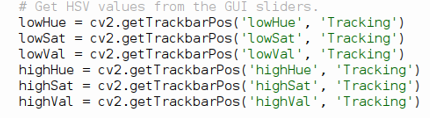 # Get HSV values from the GUI sliders.
lowHue = cv2.getTrackbarPos('lowHue', 'Tracking')
lowSat = cv2.getTrackbarPos('lowSat', 'Tracking')
lowVal = cv2.getTrackbarPos('lowVal', 'Tracking')
highHue = cv2.getTrackbarPos('highHue', 'Tracking')
highSat = cv2.getTrackbarPos('highSat', 'Tracking')
highVal = cv2.getTrackbarPos('highVal', 'Tracking')